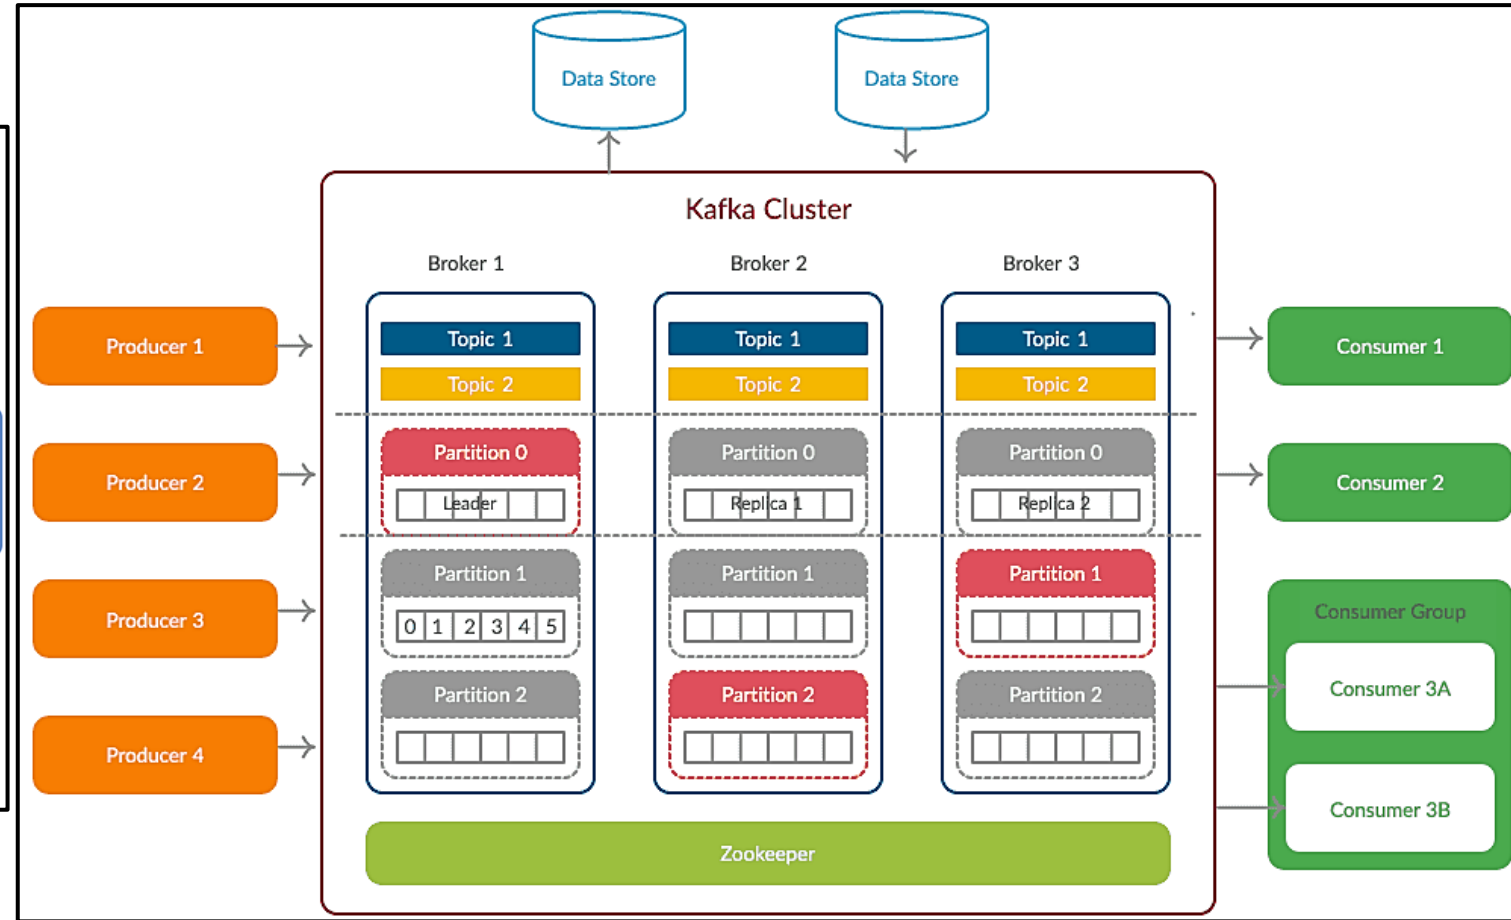 Data Store
Data Store
Kafka Cluster
Broker 1
Broker 2
Broker 3
Producer 1
Producer 2
Producer 3
Producer 4
Topic 1
Topic 2
Partition 0
Leader
Partition 1
0 1 2 3 4 5
Partition 2
Topic 1
Topic 2
Partition 0
Replica 1
Partition 1
Partition 2
Topic 1
Topic 2
Partition 0
Replica 2
Partition 1
Partition 2
Zookeeper
Consumer 1
Consumer 2
Consumer Group
Consumer 3A
Consumer 3B